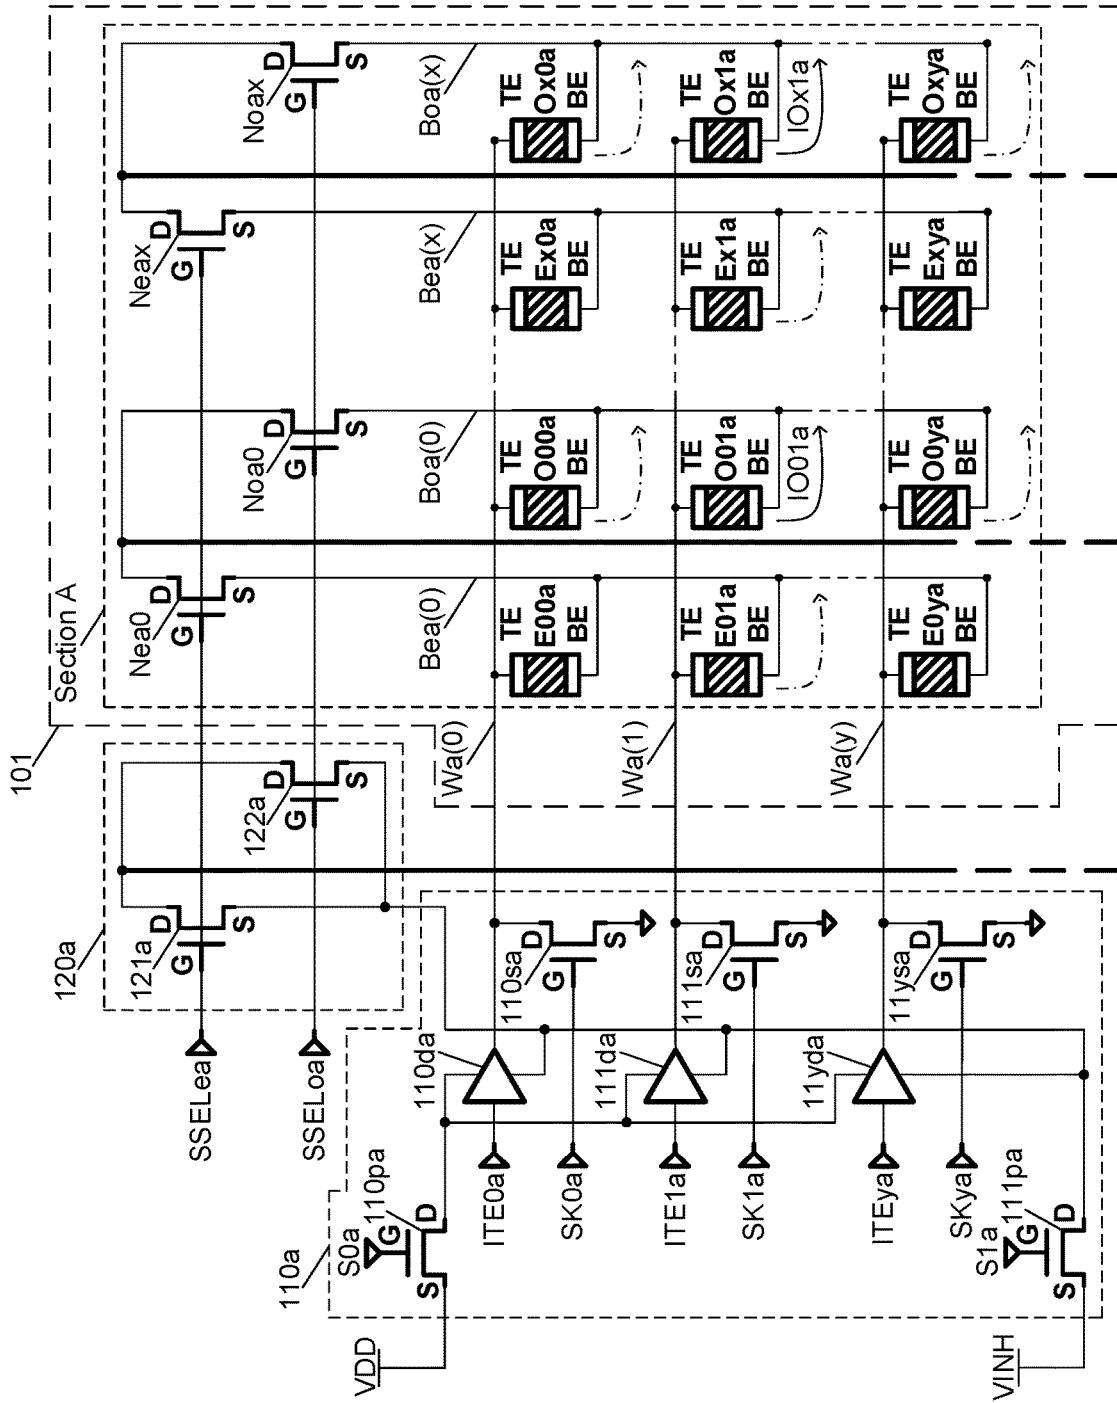 101
Section A
120a
121a
D
G
S
122a
D
G
S
Nea0
D
G
S
Noa0
D
G
S
Neax
D
G
S
Noax
D
G
S
SSELea
SSELoa
Bea(0)
Boa(0)
Bea(x)
Boa(x)
Wa(0)
Wa(1)
Wa(y)
TE
E00a
BE
TE
O00a
BE
TE
Ex0a
BE
TE
Ox0a
BE
TE
E01a
BE
TE
O01a
BE
IO01a
TE
Ex1a
BE
TE
Ox1a
BE
IOx1a
TE
E0ya
BE
TE
O0ya
BE
TE
Exya
BE
TE
Oxya
BE
110a
S0a
110pa
G
S
D
VDD
110da
ITE0a
SK0a
110sa
D
G
S
111da
ITE1a
SK1a
111sa
D
G
S
11yda
ITEya
SKya
11ysa
D
G
S
S1a
111pa
G
S
D
VINH